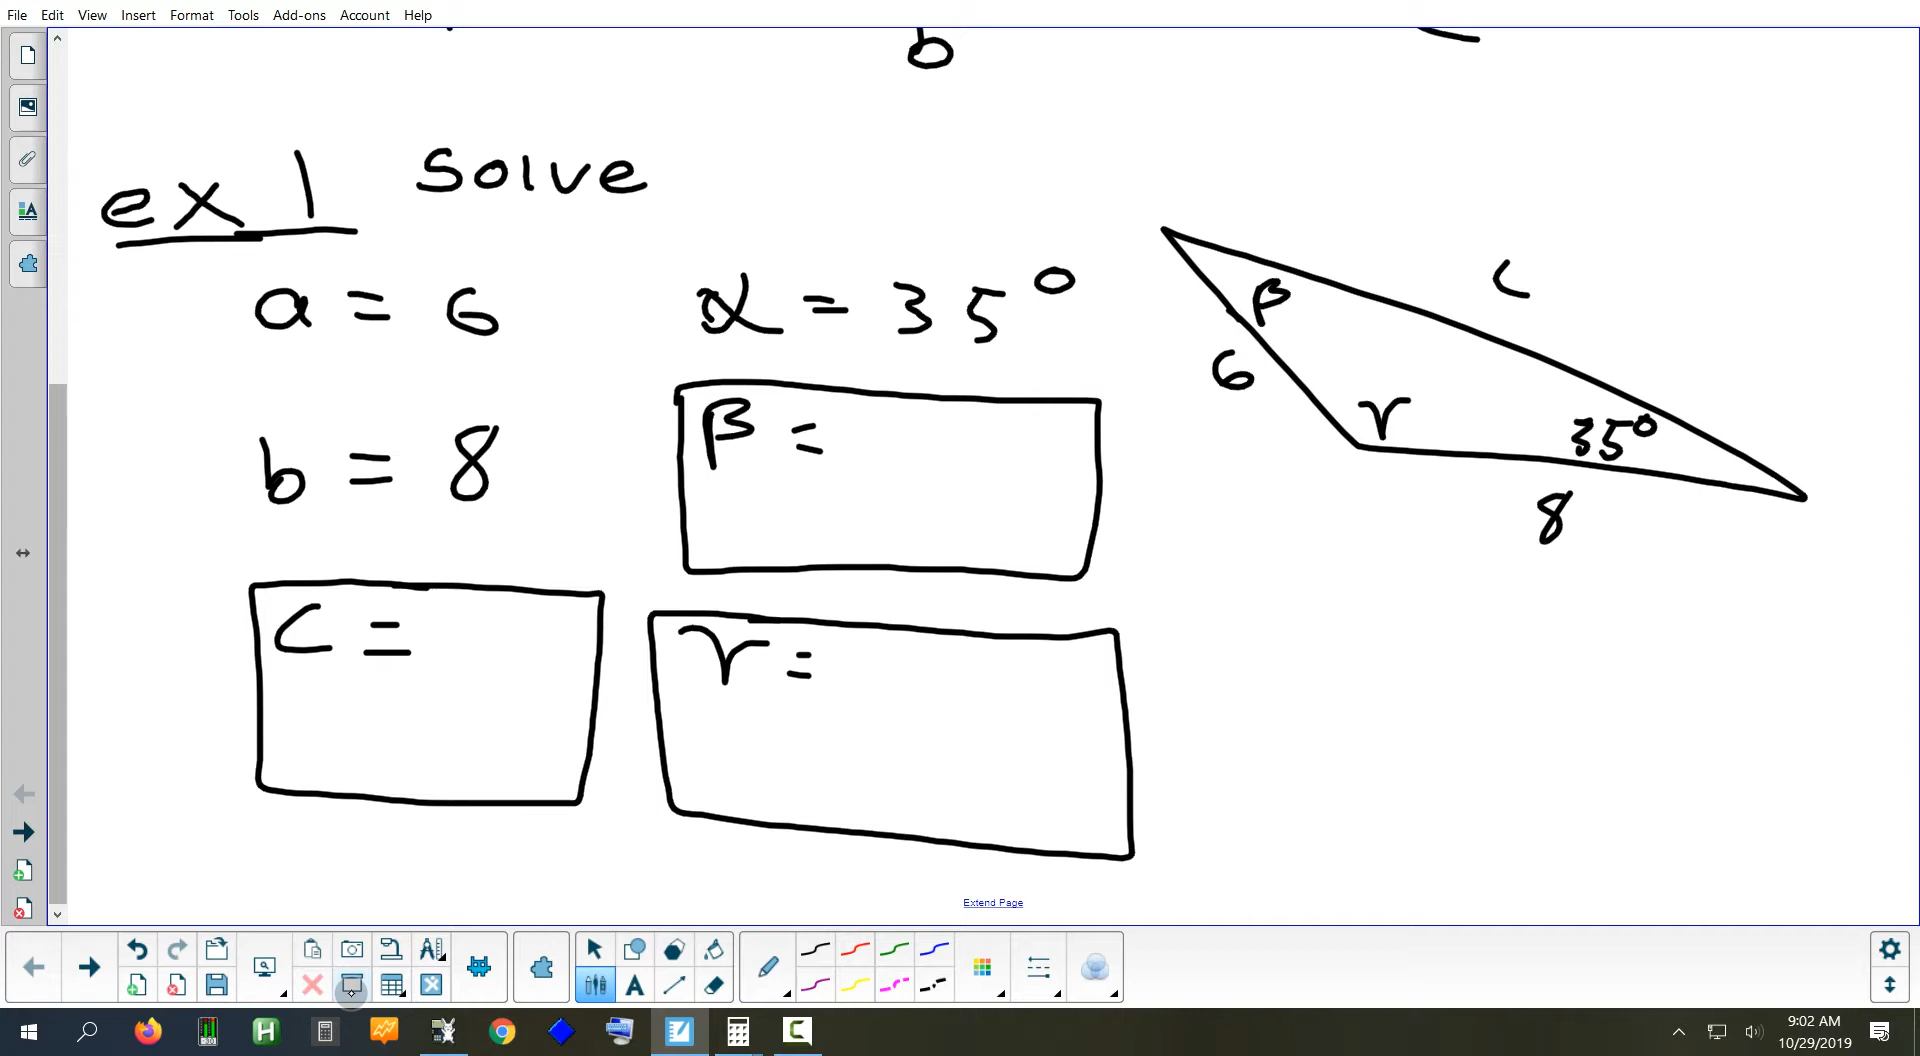 File Edit View Insert Format Tools Add-ons Account Help
b
ex 1 solve
a = 6 α = 35°
b = 8 β =
c = γ =
β c
6
γ 35°
8
Extend Page
9:02 AM
10/29/2019